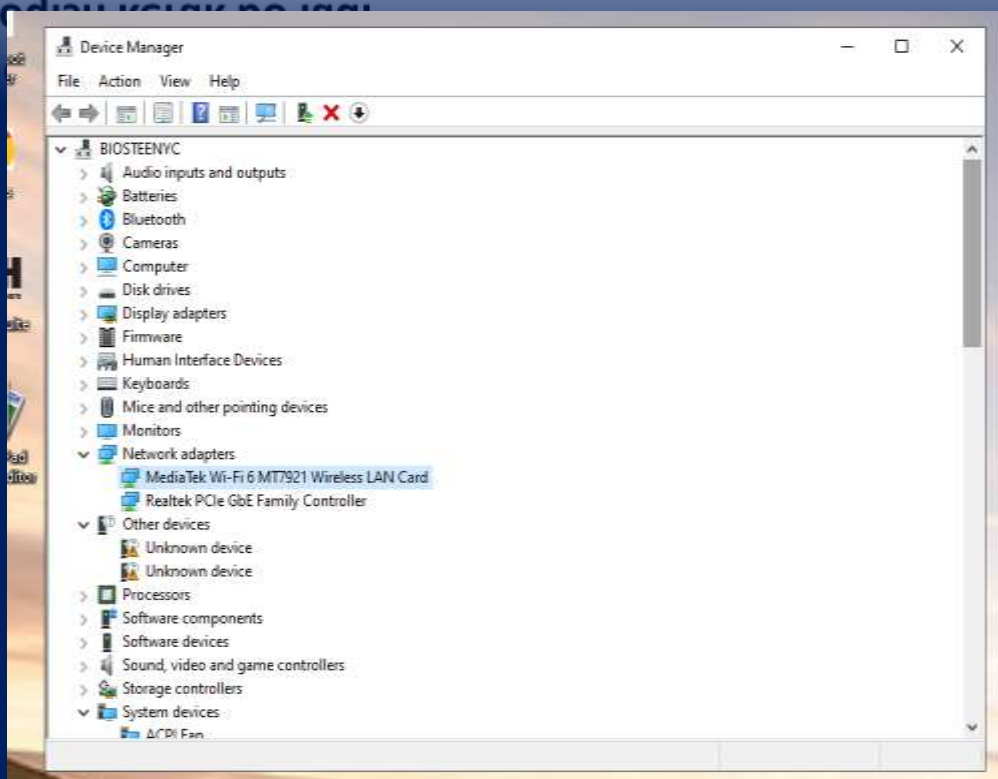 Device Manager
File Action View Help
BIOSTEENYC
Audio inputs and outputs
Batteries
Bluetooth
Cameras
Computer
Disk drives
Display adapters
Firmware
Human Interface Devices
Keyboards
Mice and other pointing devices
Monitors
Network adapters
MediaTek Wi-Fi 6 MT7921 Wireless LAN Card
Realtek PCIe GbE Family Controller
Other devices
Unknown device
Unknown device
Processors
Software components
Software devices
Sound, video and game controllers
Storage controllers
System devices
ACPI Fan